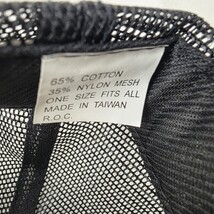 65% COTTON
35% NYLON MESH
ONE SIZE FITS ALL
MADE IN TAIWAN
R.O.C.